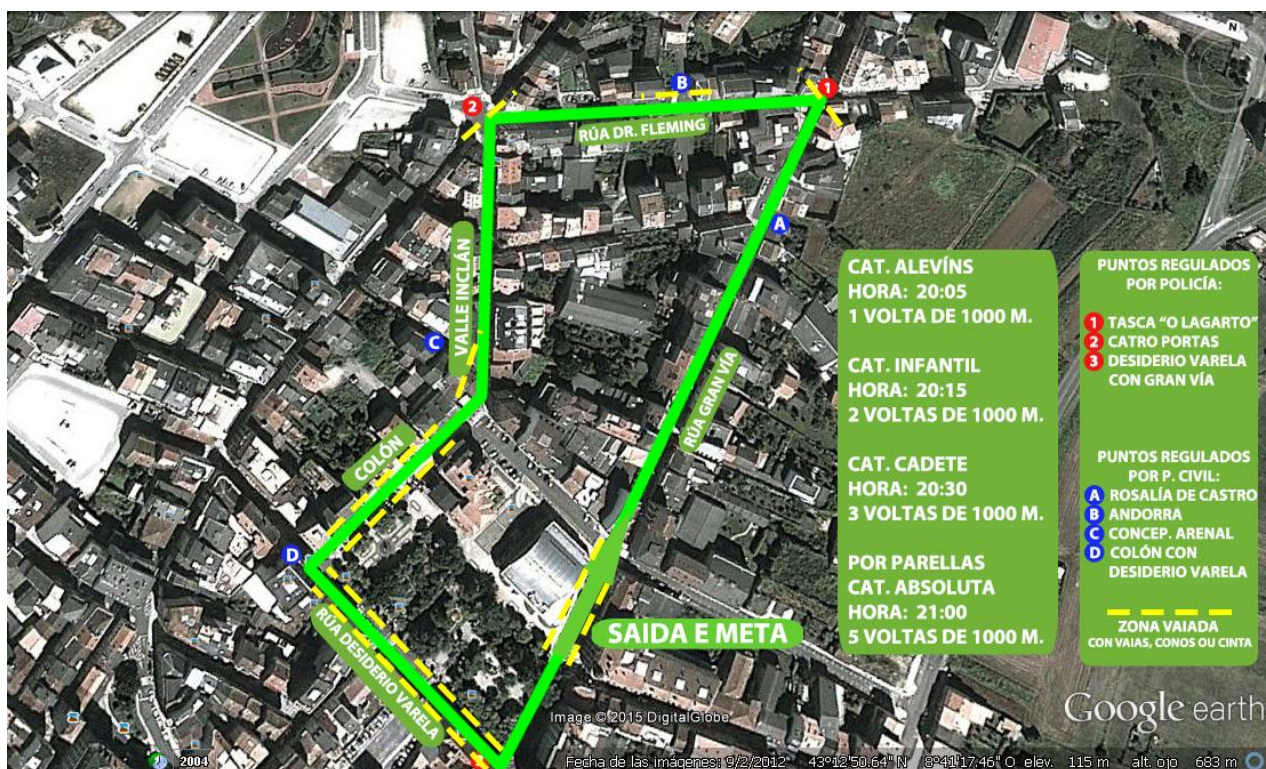 2
B
1
RÚA DR. FLEMING
A
VALLE INCLÁN
C
RÚA GRAN VÍA
COLÓN
D
RÚA DESIDERIO VARELA
SAIDA E META
CAT. ALEVÍNS
HORA: 20:05
1 VOLTA DE 1000 M.
CAT. INFANTIL
HORA: 20:15
2 VOLTAS DE 1000 M.
CAT. CADETE
HORA: 20:30
3 VOLTAS DE 1000 M.
POR PARELLAS
CAT. ABSOLUTA
HORA: 21:00
5 VOLTAS DE 1000 M.
PUNTOS REGULADOS
POR POLICÍA:
1 TASCA "O LAGARTO"
2 CATRO PORTAS
3 DESIDERIO VARELA
CON GRAN VÍA
PUNTOS REGULADOS
POR P. CIVIL:
A ROSALÍA DE CASTRO
B ANDORRA
C CONCEP. ARENAL
D COLÓN CON
DESIDERIO VARELA
ZONA VAIADA
CON VAIAS, CONOS OU CINTA
N
Image © 2015 DigitalGlobe
Google earth
2004
Fecha de las imágenes: 9/2/2012 43°12'50.64" N 8°41'17.46" O elev. 115 m alt. ojo 683 m